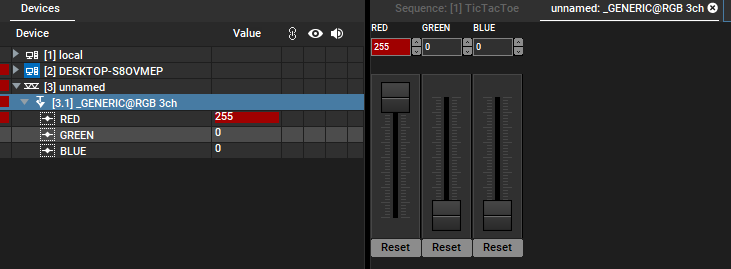 Devices
Device Value
[1] local
[2] DESKTOP-S8OVMEP
[3] unnamed
[3.1] _GENERIC@RGB 3ch
RED 255
GREEN 0
BLUE 0
Sequence: [1] TicTacToe unnamed: _GENERIC@RGB 3ch
RED GREEN BLUE
255 0 0
Reset Reset Reset